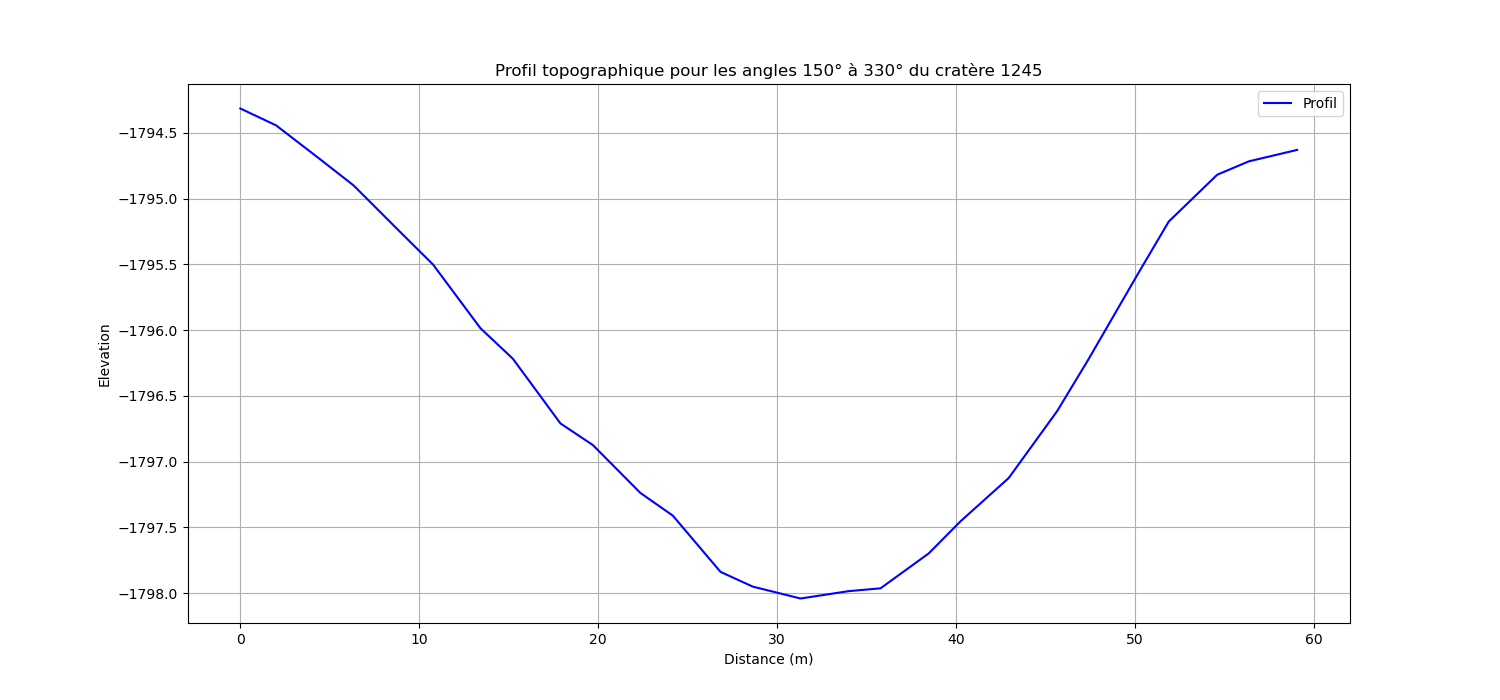 Profil topographique pour les angles 150° à 330° du cratère 1245
Profil
−1794.5
−1795.0
−1795.5
−1796.0
−1796.5
−1797.0
−1797.5
−1798.0
Elevation
0 10 20 30 40 50 60
Distance (m)